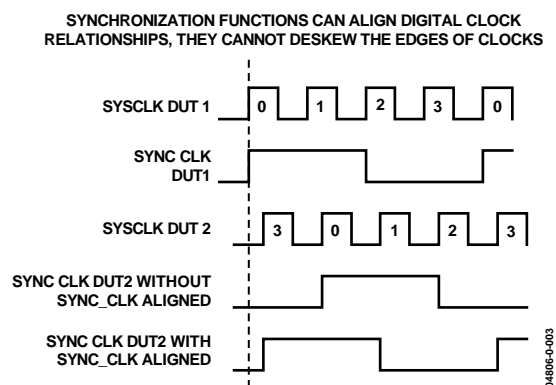 SYNCHRONIZATION FUNCTIONS CAN ALIGN DIGITAL CLOCK
RELATIONSHIPS, THEY CANNOT DESKEW THE EDGES OF CLOCKS
SYSCLK DUT 1
0 1 2 3 0
SYNC CLK
DUT1
SYSCLK DUT 2
3 0 1 2 3
SYNC CLK DUT2 WITHOUT
SYNC_CLK ALIGNED
SYNC CLK DUT2 WITH
SYNC_CLK ALIGNED
04806-0-003